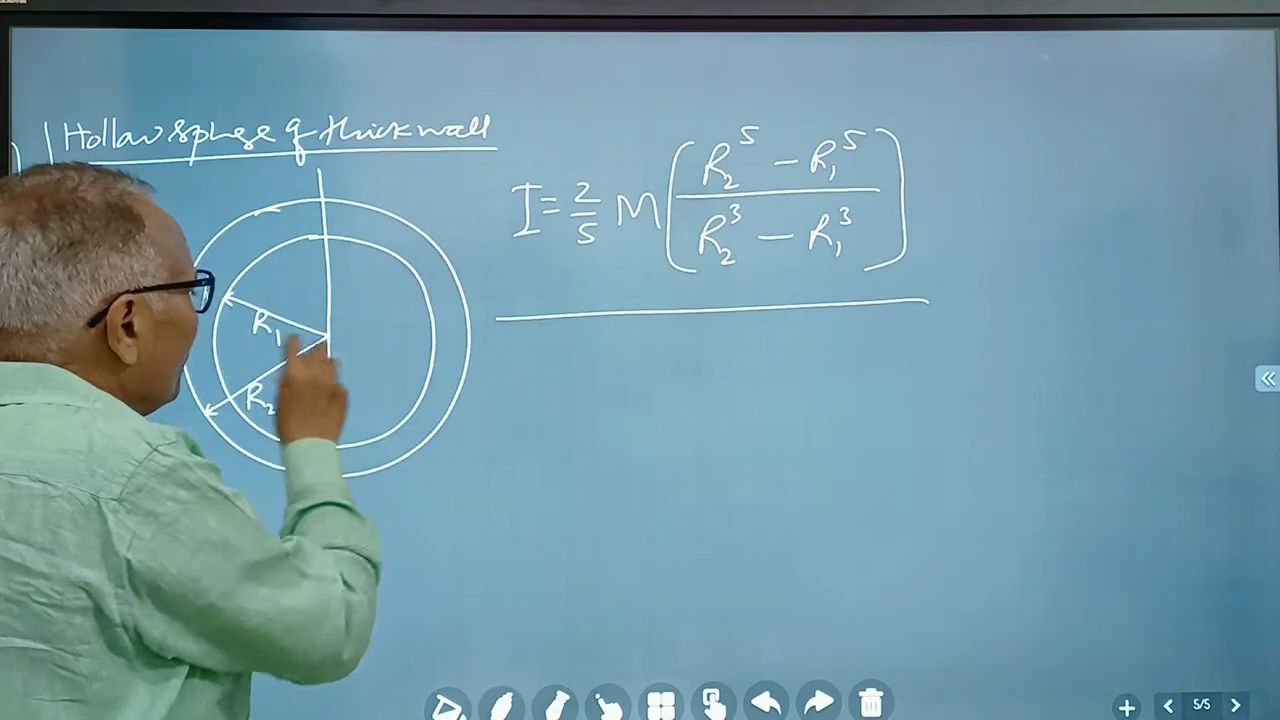 Hollow sphere of thick wall
I = 2/5 M [ (R₂⁵ - R₁⁵) / (R₂³ - R₁³) ]
R₁
R₂
5/5